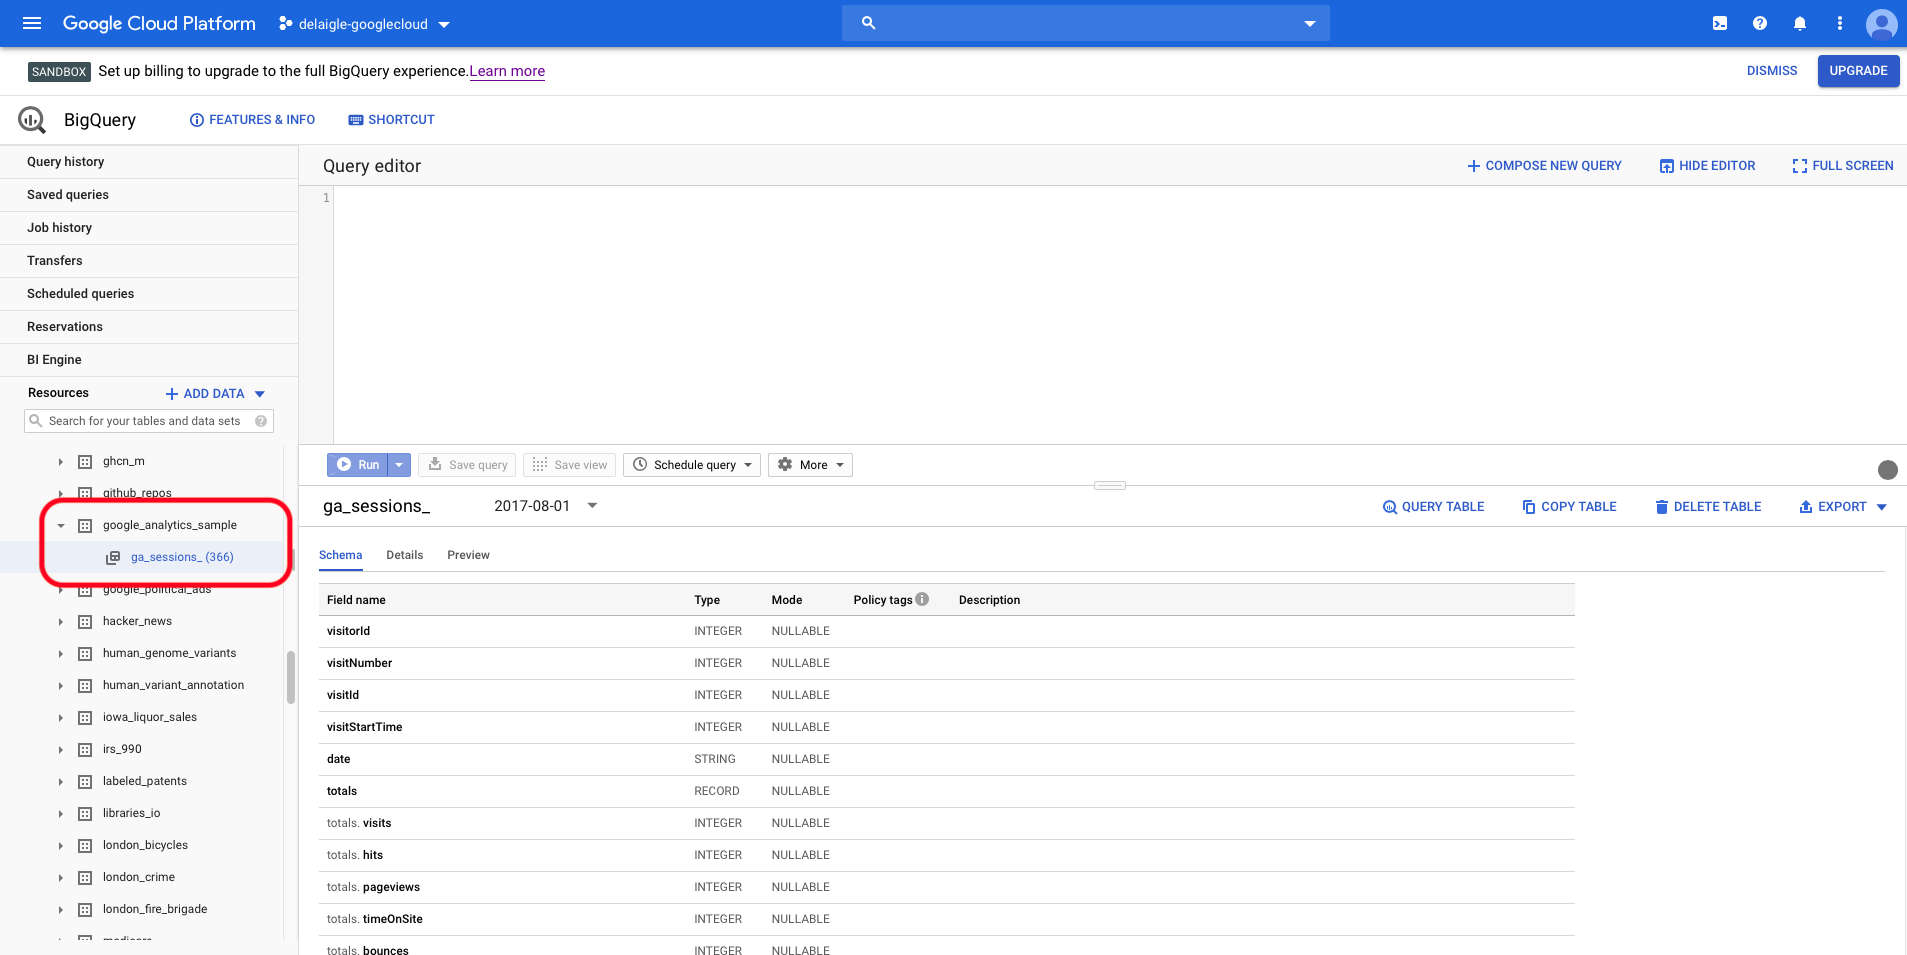 Google Cloud Platform delaigle-googlecloud
SANDBOX Set up billing to upgrade to the full BigQuery experience.Learn more DISMISS UPGRADE
BigQuery FEATURES & INFO SHORTCUT
Query history
Saved queries
Job history
Transfers
Scheduled queries
Reservations
BI Engine
Resources ADD DATA
Search for your tables and data sets
ghcn_m
github_repos
google_analytics_sample
ga_sessions_ (366)
google_political_ads
hacker_news
human_genome_variants
human_variant_annotation
iowa_liquor_sales
irs_990
labeled_patents
libraries_io
london_bicycles
london_crime
london_fire_brigade
Query editor COMPOSE NEW QUERY HIDE EDITOR FULL SCREEN
1
Run Save query Save view Schedule query More
ga_sessions_ 2017-08-01 QUERY TABLE COPY TABLE DELETE TABLE EXPORT
Schema Details Preview
Field name Type Mode Policy tags Description
visitorId INTEGER NULLABLE
visitNumber INTEGER NULLABLE
visitId INTEGER NULLABLE
visitStartTime INTEGER NULLABLE
date STRING NULLABLE
totals RECORD NULLABLE
totals. visits INTEGER NULLABLE
totals. hits INTEGER NULLABLE
totals. pageviews INTEGER NULLABLE
totals. timeOnSite INTEGER NULLABLE
totals. bounces INTEGER NULLABLE